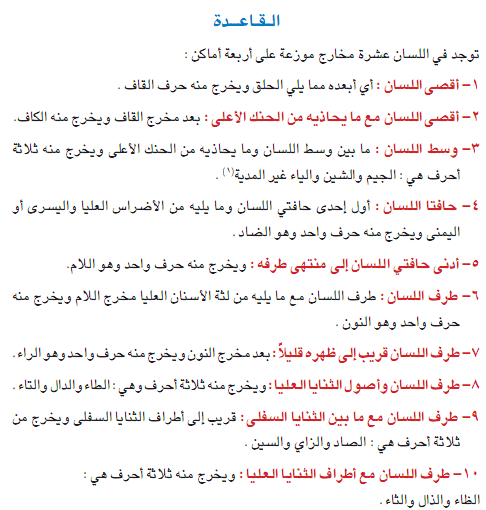 القاعدة
توجد في اللسان عشرة مخارج موزعة على أربعة أماكن :
١- أقصى اللسان : أي أبعده مما يلي الحلق ويخرج منه حرف القاف .
٢- أقصى اللسان مع ما يحاذيه من الحنك الأعلى : بعد مخرج القاف ويخرج منه الكاف.
٣- وسط اللسان : ما بين وسط اللسان وما يحاذيه من الحنك الأعلى ويخرج منه ثلاثة
أحرف هي : الجيم والشين والياء غير المدية(١) .
٤- حافتا اللسان : أول إحدى حافتي اللسان وما يليه من الأضراس العليا واليسرى أو
اليمنى ويخرج منه حرف واحد وهو الضاد .
٥- أدنى حافتي اللسان إلى منتهى طرفه : ويخرج منه حرف واحد وهو اللام.
٦- طرف اللسان : طرف اللسان مع ما يليه من لثة الأسنان العليا مخرج اللام ويخرج منه
حرف واحد وهو النون .
٧- طرف اللسان قريب إلى ظهره قليلاً : بعد مخرج النون ويخرج منه حرف واحد وهو الراء .
٨- طرف اللسان وأصول الثنايا العليا : ويخرج منه ثلاثة أحرف وهي : الطاء والدال والتاء .
٩- طرف اللسان مع ما بين الثنايا السفلى : قريب إلى أطراف الثنايا السفلى ويخرج من
ثلاثة أحرف هي : الصاد والزاي والسين .
١٠- طرف اللسان مع أطراف الثنايا العليا : ويخرج منه ثلاثة أحرف هي :
الظاء والذال والثاء .